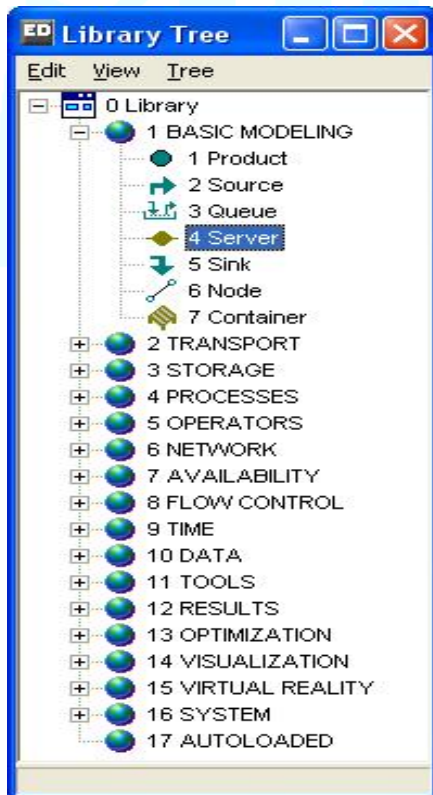 ED Library Tree
Edit View Tree
0 Library
1 BASIC MODELING
1 Product
2 Source
3 Queue
4 Server
5 Sink
6 Node
7 Container
2 TRANSPORT
3 STORAGE
4 PROCESSES
5 OPERATORS
6 NETWORK
7 AVAILABILITY
8 FLOW CONTROL
9 TIME
10 DATA
11 TOOLS
12 RESULTS
13 OPTIMIZATION
14 VISUALIZATION
15 VIRTUAL REALITY
16 SYSTEM
17 AUTOLOADED